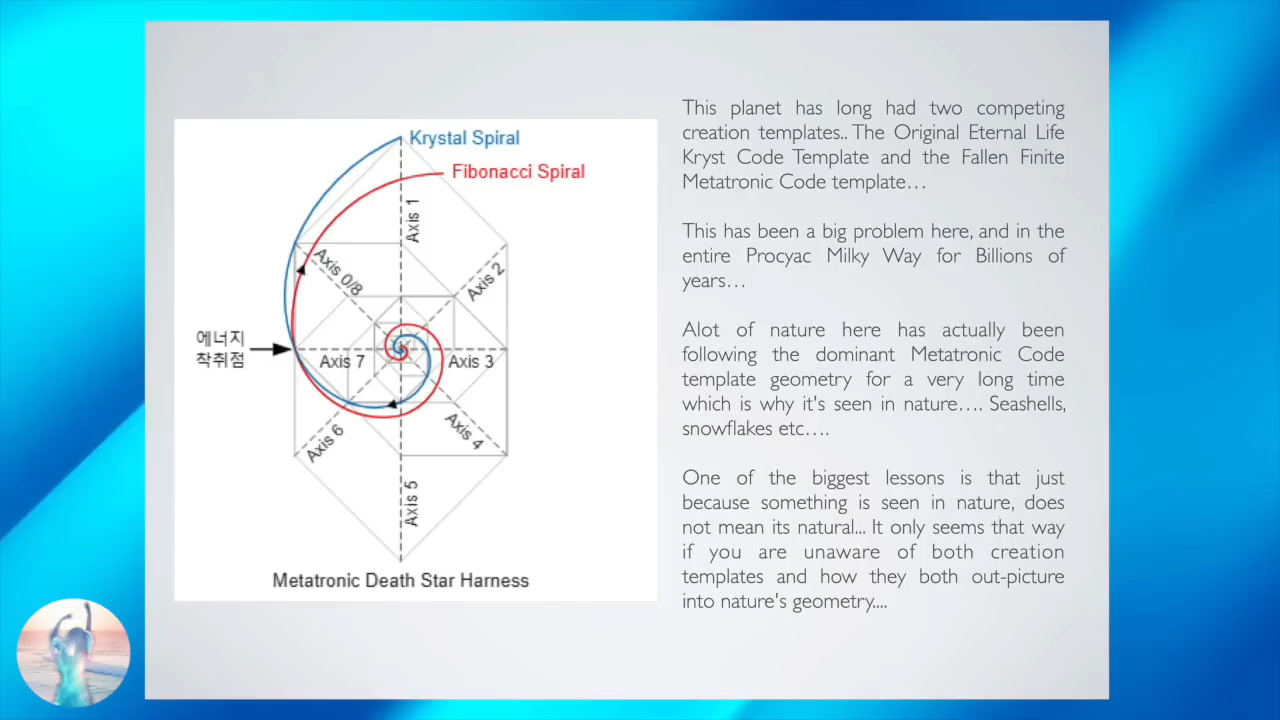 Krystal Spiral
Fibonacci Spiral
Axis 1
Axis 0/8
Axis 2
에너지
착취점
Axis 7
Axis 3
Axis 6
Axis 4
Axis 5
Metatronic Death Star Harness
This planet has long had two competing
creation templates.. The Original Eternal Life
Kryst Code Template and the Fallen Finite
Metatronic Code template…
This has been a big problem here, and in the
entire Procyac Milky Way for Billions of
years…
Alot of nature here has actually been
following the dominant Metatronic Code
template geometry for a very long time
which is why it's seen in nature…. Seashells,
snowflakes etc….
One of the biggest lessons is that just
because something is seen in nature, does
not mean its natural... It only seems that way
if you are unaware of both creation
templates and how they both out-picture
into nature's geometry....